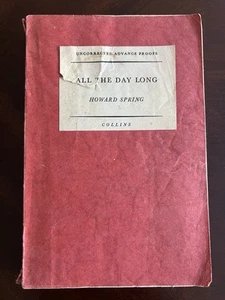 UNCORRECTED ADVANCE PROOFS
ALL THE DAY LONG
HOWARD SPRING
COLLINS